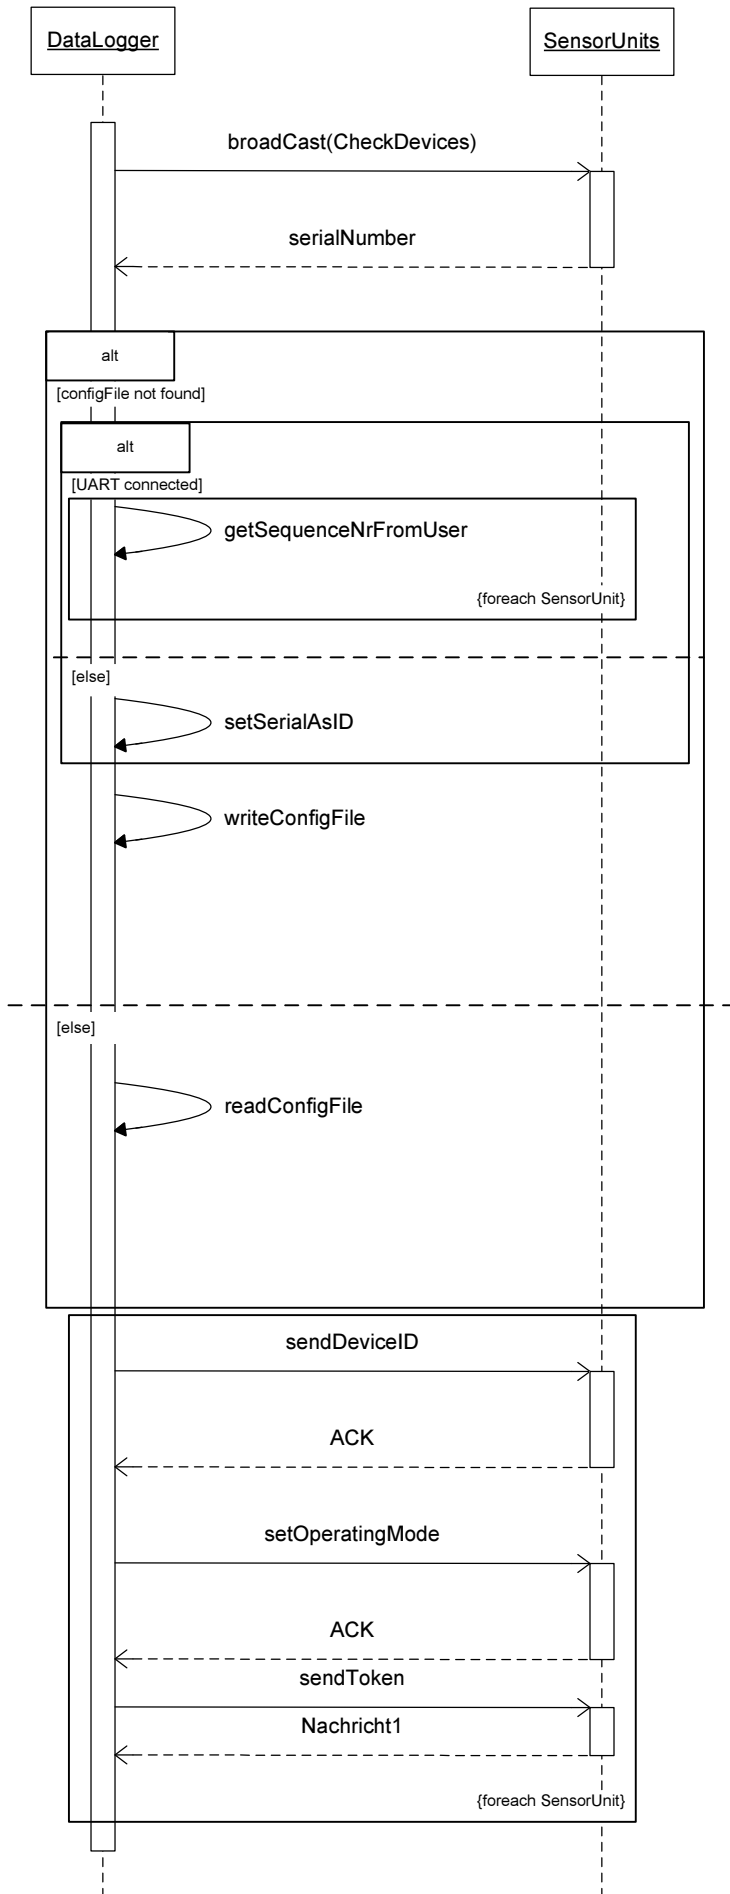 DataLogger
SensorUnits
broadCast(CheckDevices)
serialNumber
alt
[configFile not found]
alt
[UART connected]
getSequenceNrFromUser
{foreach SensorUnit}
[else]
setSerialAsID
writeConfigFile
[else]
readConfigFile
sendDeviceID
ACK
setOperatingMode
ACK
sendToken
Nachricht1
{foreach SensorUnit}